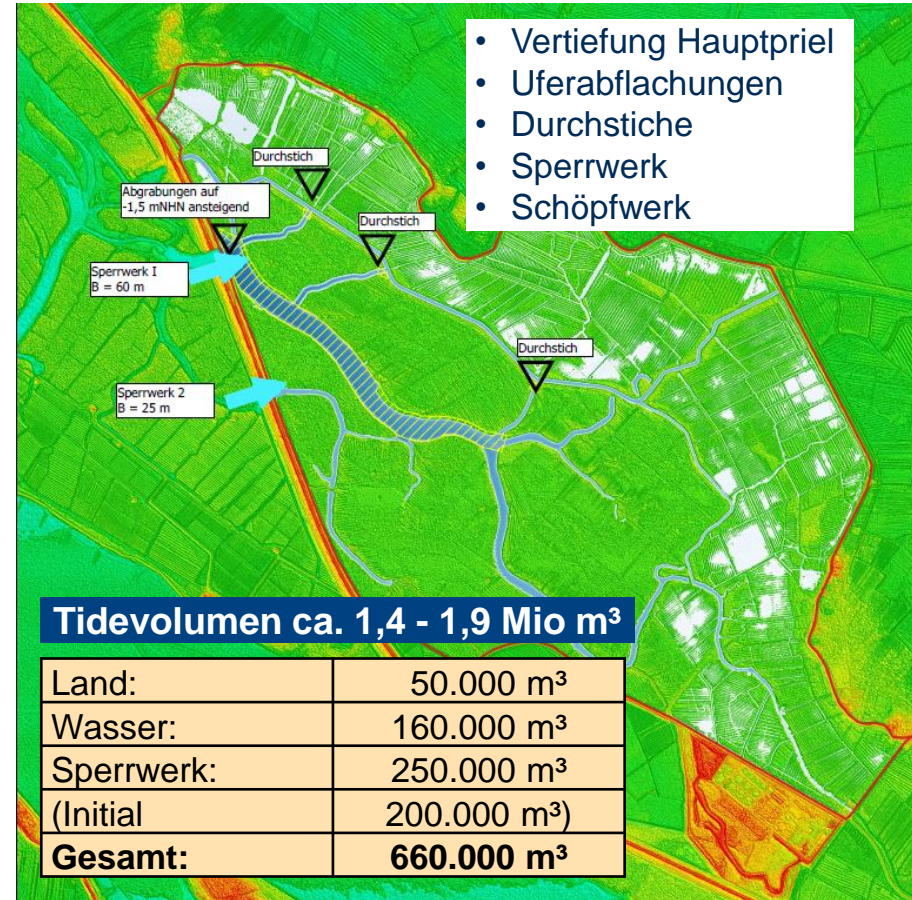 • Vertiefung Hauptpriel
• Uferabflachungen
• Durchstiche
• Sperrwerk
• Schöpfwerk
Durchstich
Abgrabungen auf
-1,5 mNHN ansteigend
Durchstich
Sperrwerk I
B = 60 m
Durchstich
Sperrwerk 2
B = 25 m
Tidevolumen ca. 1,4 - 1,9 Mio m³
Land: 50.000 m³
Wasser: 160.000 m³
Sperrwerk: 250.000 m³
(Initial 200.000 m³)
Gesamt: 660.000 m³